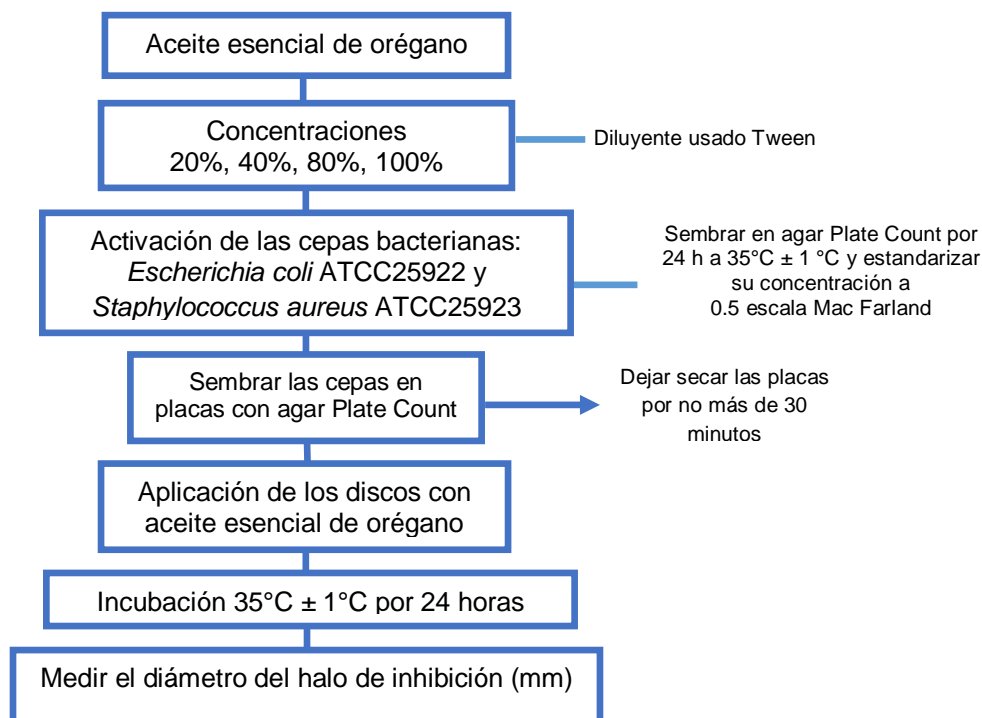 Aceite esencial de orégano
Concentraciones
20%, 40%, 80%, 100%
Diluyente usado Tween
Activación de las cepas bacterianas:
Escherichia coli ATCC25922 y
Staphylococcus aureus ATCC25923
Sembrar en agar Plate Count por
24 h a 35°C ± 1 °C y estandarizar
su concentración a
0.5 escala Mac Farland
Sembrar las cepas en
placas con agar Plate Count
Dejar secar las placas
por no más de 30
minutos
Aplicación de los discos con
aceite esencial de orégano
Incubación 35°C ± 1°C por 24 horas
Medir el diámetro del halo de inhibición (mm)